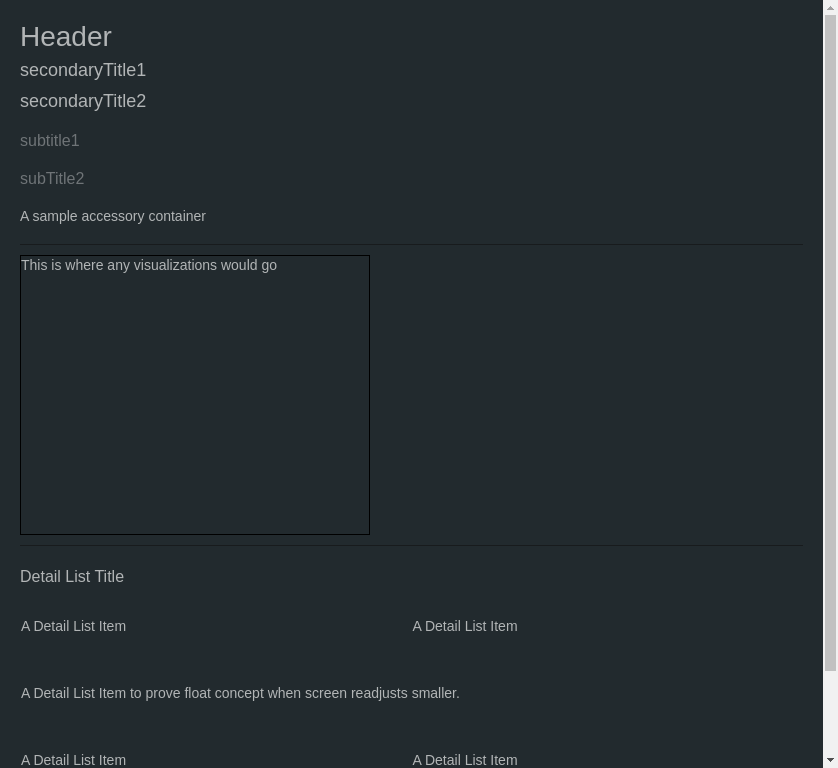 Header
secondaryTitle1
secondaryTitle2
subtitle1
subTitle2
A sample accessory container
This is where any visualizations would go
Detail List Title
A Detail List Item
A Detail List Item
A Detail List Item to prove float concept when screen readjusts smaller.
A Detail List Item
A Detail List Item